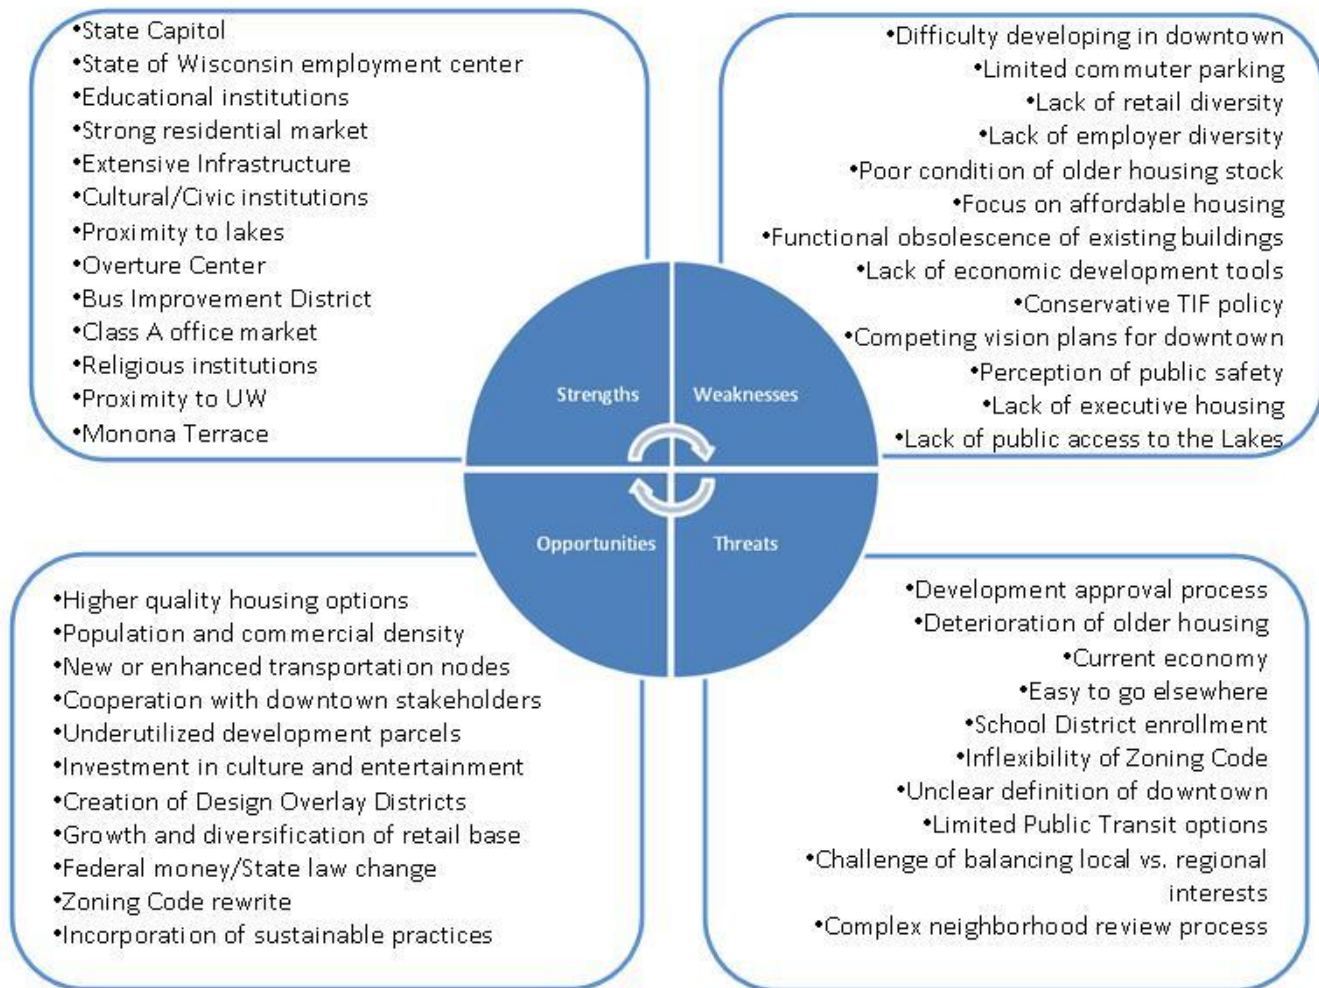 •State Capitol
•State of Wisconsin employment center
•Educational institutions
•Strong residential market
•Extensive Infrastructure
•Cultural/Civic institutions
•Proximity to lakes
•Overture Center
•Bus Improvement District
•Class A office market
•Religious institutions
•Proximity to UW
•Monona Terrace
•Difficulty developing in downtown
•Limited commuter parking
•Lack of retail diversity
•Lack of employer diversity
•Poor condition of older housing stock
•Focus on affordable housing
•Functional obsolescence of existing buildings
•Lack of economic development tools
•Conservative TIF policy
•Competing vision plans for downtown
•Perception of public safety
•Lack of executive housing
•Lack of public access to the Lakes
Strengths
Weaknesses
Opportunities
Threats
•Higher quality housing options
•Population and commercial density
•New or enhanced transportation nodes
•Cooperation with downtown stakeholders
•Underutilized development parcels
•Investment in culture and entertainment
•Creation of Design Overlay Districts
•Growth and diversification of retail base
•Federal money/State law change
•Zoning Code rewrite
•Incorporation of sustainable practices
•Development approval process
•Deterioration of older housing
•Current economy
•Easy to go elsewhere
•School District enrollment
•Inflexibility of Zoning Code
•Unclear definition of downtown
•Limited Public Transit options
•Challenge of balancing local vs. regional
interests
•Complex neighborhood review process